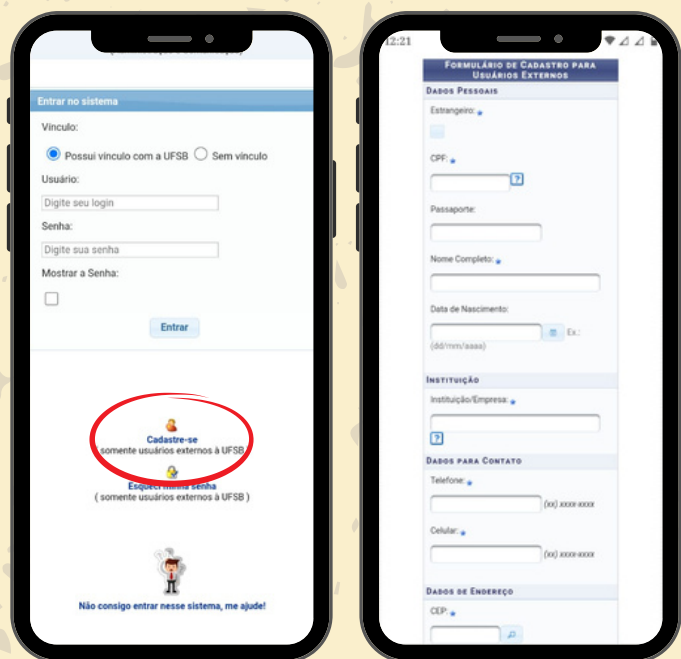 Entrar no sistema
Vínculo:
Possui vínculo com a UFSB Sem vínculo
Usuário:
Digite seu login
Senha:
Digite sua senha
Mostrar a Senha:
Entrar
Cadastre-se
( somente usuários externos à UFSB )
Esqueci minha senha
( somente usuários externos à UFSB )
Não consigo entrar nesse sistema, me ajude!
12:21
Formulário de Cadastro para
Usuários Externos
Dados Pessoais
Estrangeiro: ★
CPF: ★
?
Passaporte:
Nome Completo: ★
Data de Nascimento:
Ex.:
(dd/mm/aaaa)
Instituição
Instituição/Empresa: ★
?
Dados para Contato
Telefone: ★
(xx) xxxx-xxxx
Celular: ★
(xx) xxxx-xxxx
Dados de Endereço
CEP: ★